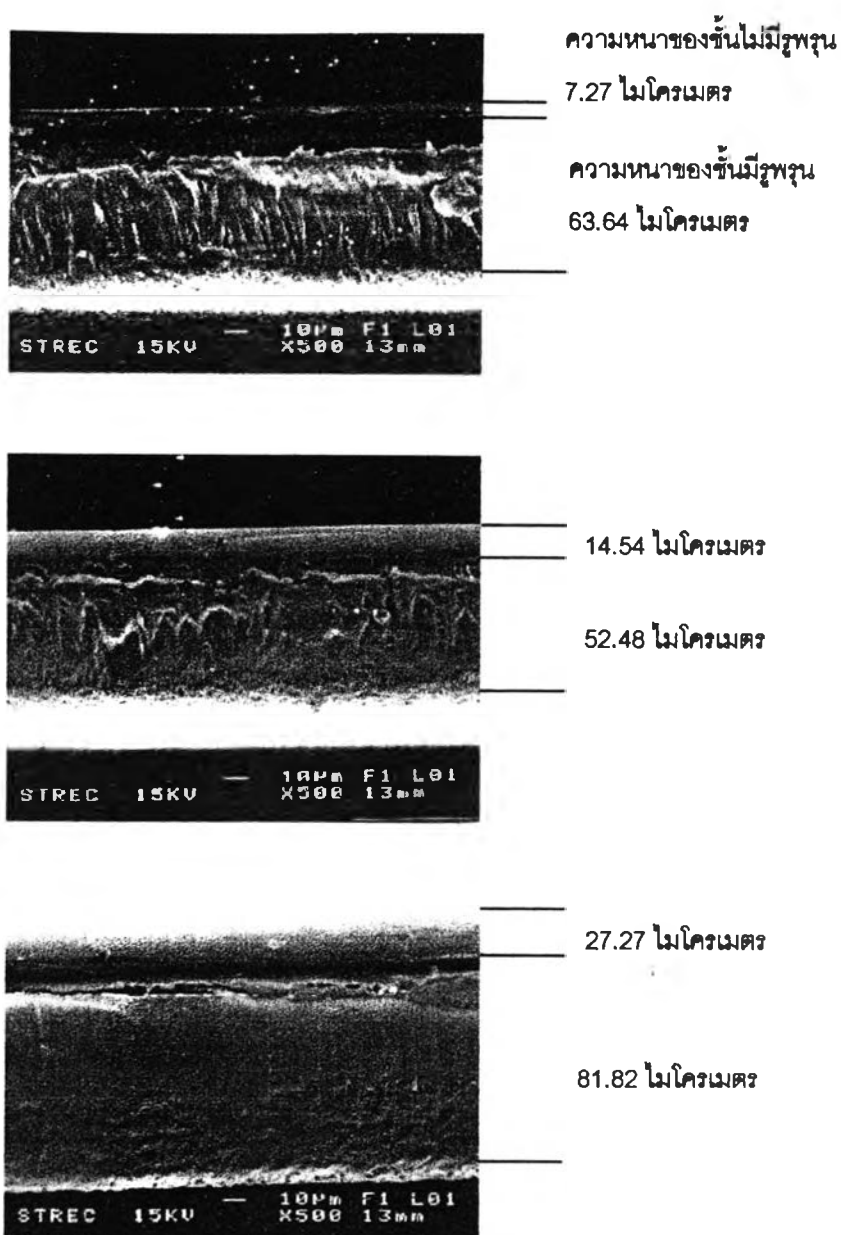 ความหนาของชั้นไม่มีรูพรุน
7.27 ไมโครเมตร
ความหนาของชั้นมีรูพรุน
63.64 ไมโครเมตร
10μm F1 L01
STREC 15KV X500 13mm
14.54 ไมโครเมตร
52.48 ไมโครเมตร
10μm F1 L01
STREC 15KV X500 13mm
27.27 ไมโครเมตร
81.82 ไมโครเมตร
10μm F1 L01
STREC 15KV X500 13mm